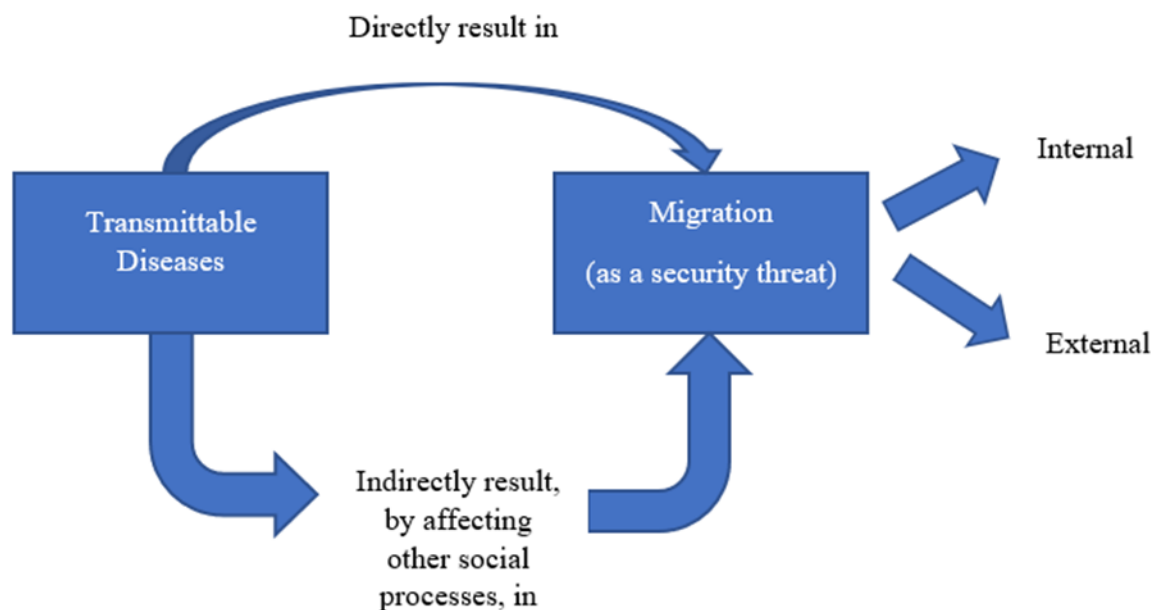 Directly result in
Transmittable
Diseases
Migration
(as a security threat)
Internal
External
Indirectly result,
by affecting
other social
processes, in